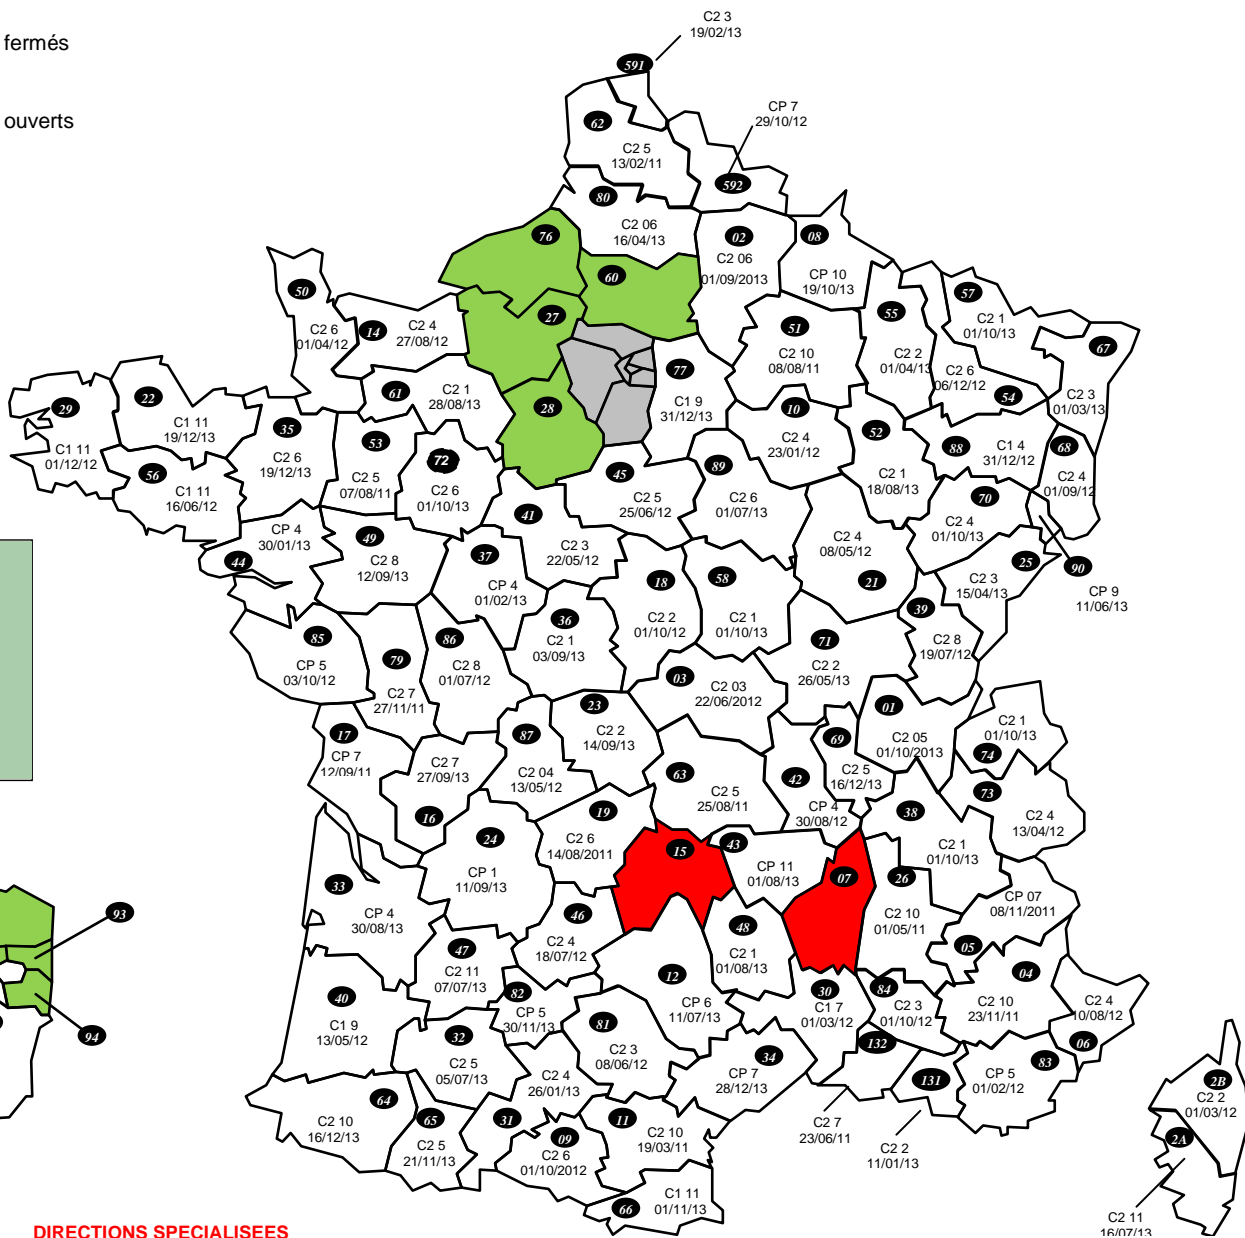 C2 3
19/02/13
fermés
591
CP 7
29/10/12
ouverts
62
C2 5
13/02/11
592
80
C2 06
16/04/13
76
02
C2 06
01/09/2013
08
CP 10
19/10/13
60
50
C2 6
01/04/12
14
C2 4
27/08/12
27
51
C2 10
08/08/11
55
C2 2
01/04/13
57
C2 1
01/10/13
67
C2 3
01/03/13
C2 6
06/12/12
54
77
C1 9
31/12/13
61
C2 1
28/08/13
28
10
C2 4
23/01/12
29
C1 11
01/12/12
22
C1 11
19/12/13
35
C2 6
19/12/13
53
C2 5
07/08/11
72
C2 6
01/10/13
52
C2 1
18/08/13
88
C1 4
31/12/12
68
C2 4
01/09/12
56
C1 11
16/06/12
45
C2 5
25/06/12
89
C2 6
01/07/13
70
C2 4
01/10/13
41
C2 3
22/05/12
CP 4
30/01/13
44
49
C2 8
12/09/13
37
CP 4
01/02/13
C2 4
08/05/12
21
25
C2 3
15/04/13
90
CP 9
11/06/13
18
C2 2
01/10/12
58
C2 1
01/10/13
36
C2 1
03/09/13
39
C2 8
19/07/12
85
CP 5
03/10/12
79
C2 7
27/11/11
86
C2 8
01/07/12
71
C2 2
26/05/13
03
C2 03
22/06/2012
23
C2 2
14/09/13
01
C2 05
01/10/2013
C2 1
01/10/13
74
17
CP 7
12/09/11
87
C2 04
13/05/12
69
C2 5
16/12/13
C2 7
27/09/13
16
63
C2 5
25/08/11
42
CP 4
30/08/12
73
C2 4
13/04/12
19
C2 6
14/08/2011
38
C2 1
01/10/13
24
CP 1
11/09/13
15
43
CP 11
01/08/13
07
26
C2 10
01/05/11
33
CP 4
30/08/13
CP 07
08/11/2011
05
93
46
C2 4
18/07/12
48
C2 1
01/08/13
47
C2 11
07/07/13
12
CP 6
11/07/13
04
C2 10
23/11/11
40
C1 9
13/05/12
82
CP 5
30/11/13
30
C1 7
01/03/12
84
C2 3
01/10/12
C2 4
10/08/12
06
94
81
C2 3
08/06/12
32
C2 5
05/07/13
34
CP 7
28/12/13
132
131
CP 5
01/02/12
83
C2 4
26/01/13
31
64
C2 10
16/12/13
65
C2 5
21/11/13
09
C2 6
01/10/2012
11
C2 10
19/03/11
C2 7
23/06/11
C2 2
11/01/13
2B
C2 2
01/03/12
2A
66
C1 11
01/11/13
C2 11
16/07/13
DIRECTIONS SPECIALISEES